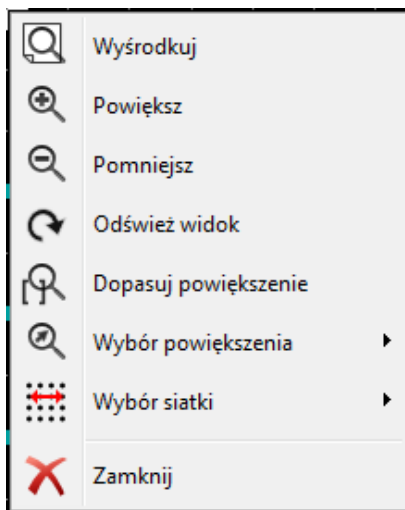 Wyśrodkuj
Powiększ
Pomniejsz
Odśwież widok
Dopasuj powiększenie
Wybór powiększenia
Wybór siatki
Zamknij